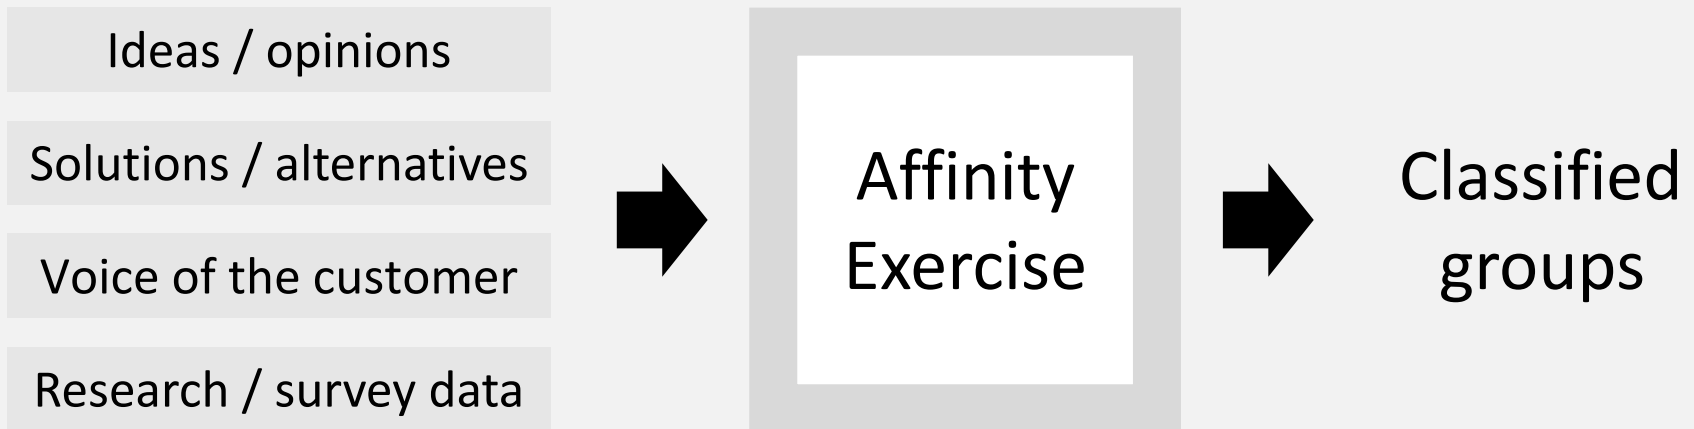 Ideas / opinions
Solutions / alternatives
Voice of the customer
Research / survey data
Affinity
Exercise
Classified
groups